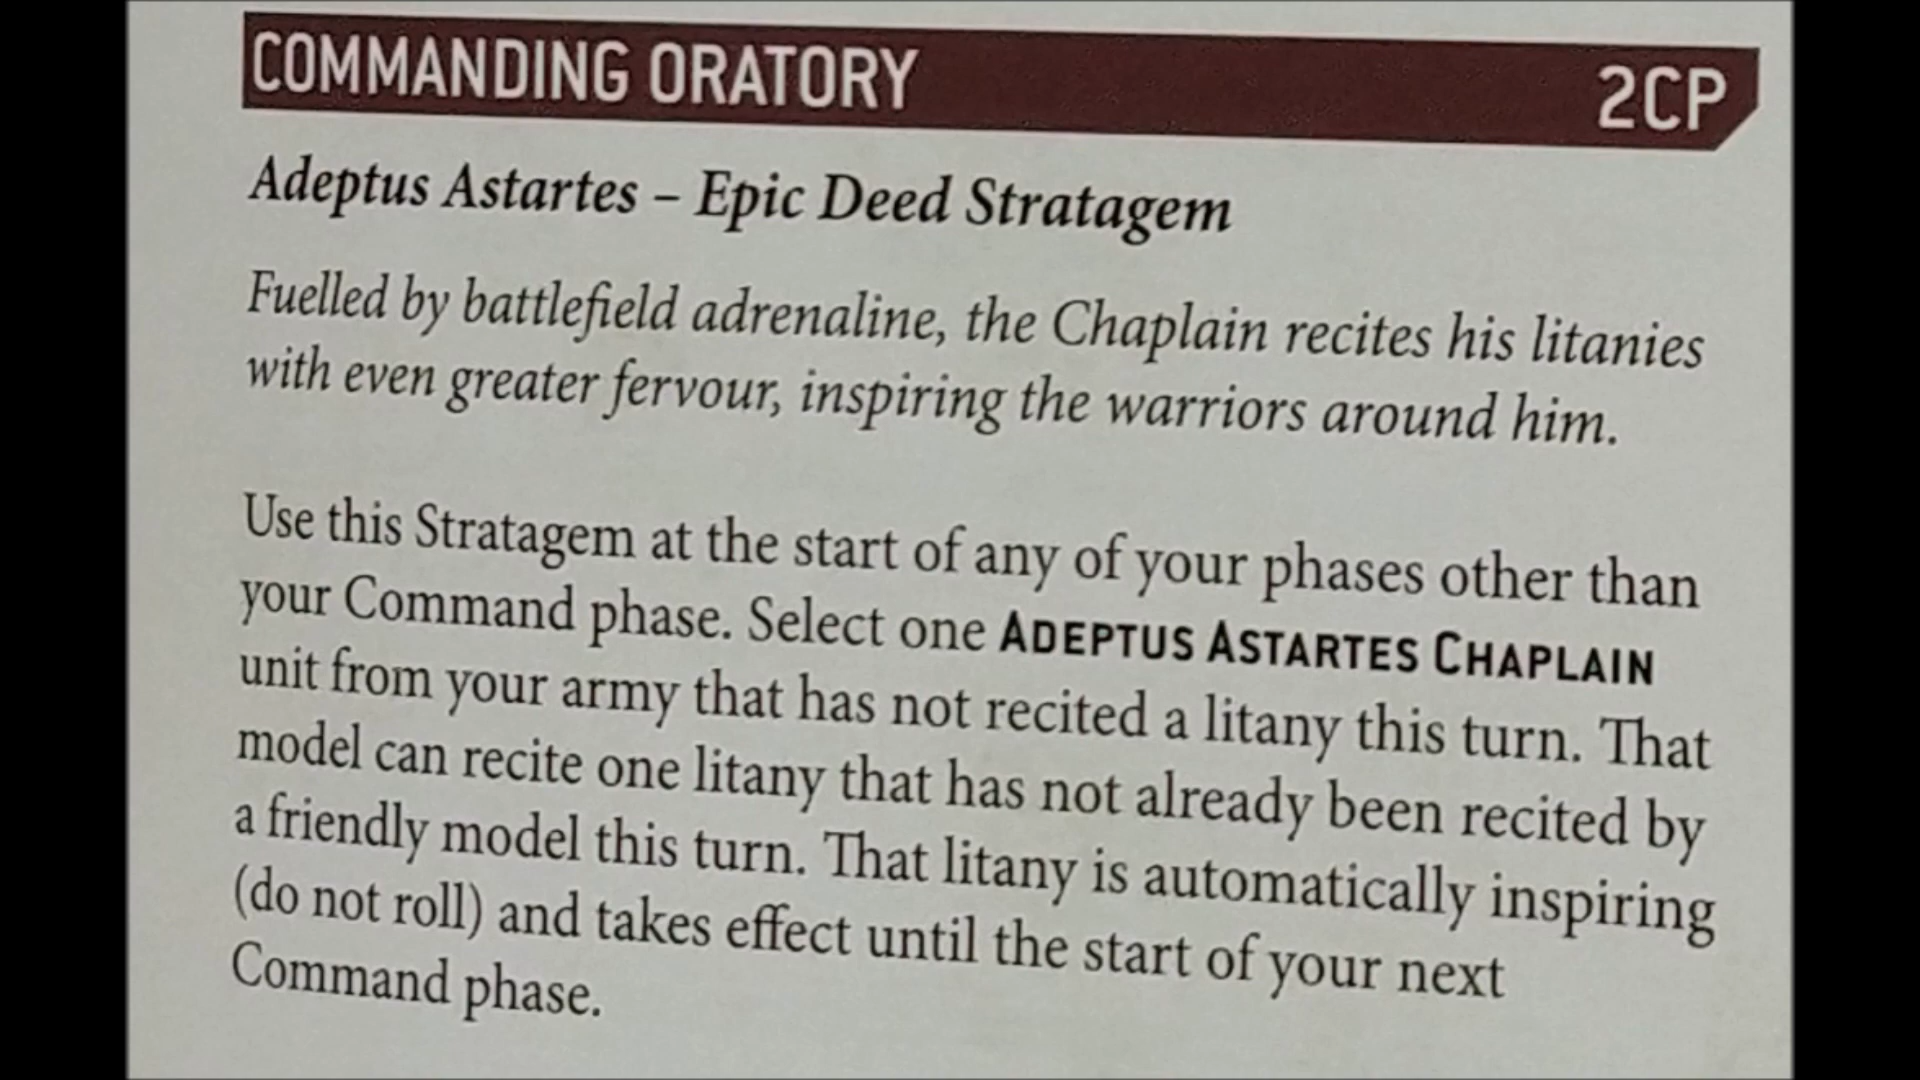 COMMANDING ORATORY 2CP
Adeptus Astartes – Epic Deed Stratagem
Fuelled by battlefield adrenaline, the Chaplain recites his litanies
with even greater fervour, inspiring the warriors around him.
Use this Stratagem at the start of any of your phases other than
your Command phase. Select one ADEPTUS ASTARTES CHAPLAIN
unit from your army that has not recited a litany this turn. That
model can recite one litany that has not already been recited by
a friendly model this turn. That litany is automatically inspiring
(do not roll) and takes effect until the start of your next
Command phase.